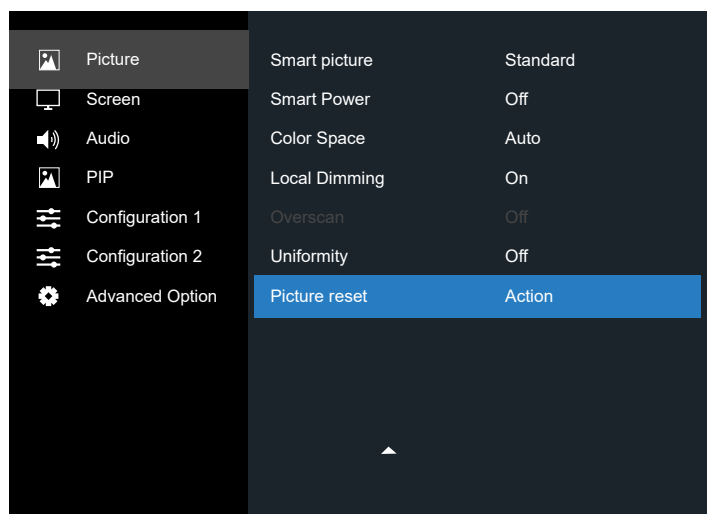 Picture
Screen
Audio
PIP
Configuration 1
Configuration 2
Advanced Option
Smart picture Standard
Smart Power Off
Color Space Auto
Local Dimming On
Overscan Off
Uniformity Off
Picture reset Action